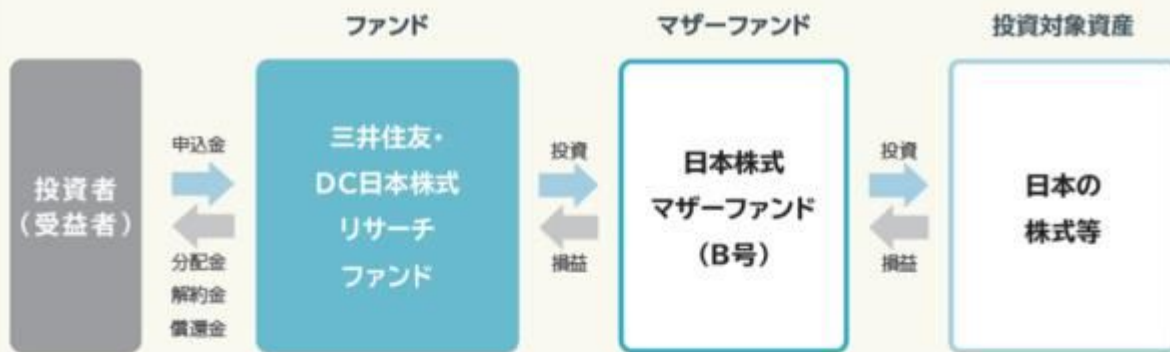 ファンド
マザーファンド
投資対象資産
投資者
（受益者）
申込金
分配金
解約金
償還金
三井住友・
DC日本株式
リサーチ
ファンド
投資
損益
日本株式
マザーファンド
（B号）
投資
損益
日本の
株式等